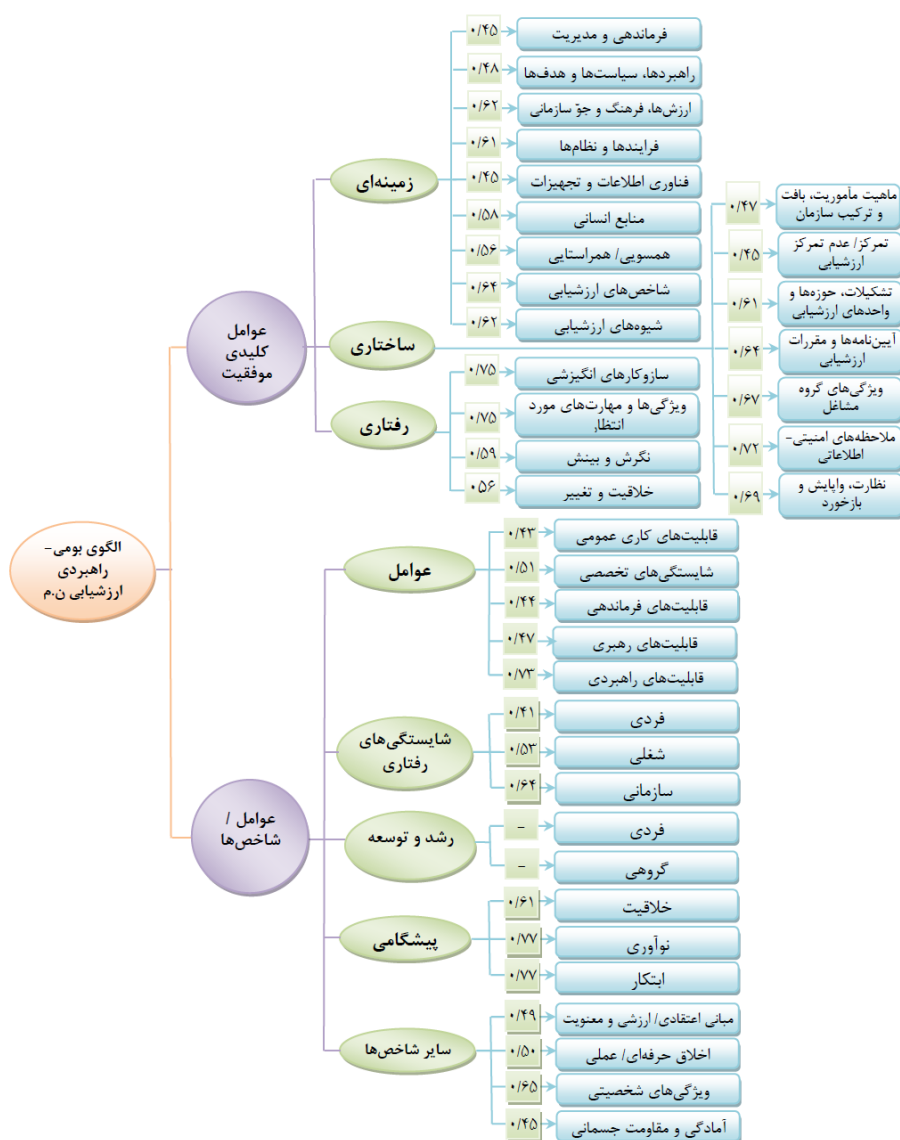 الگوی بومی-
راهبردی
ارزشیابی ن.م
عوامل
کلیدی
موفقیت
زمینه‌ای
۰/۴۵
فرماندهی و مدیریت
۰/۴۸
راهبردها، سیاست‌ها و هدف‌ها
۰/۶۲
ارزش‌ها، فرهنگ و جوّ سازمانی
۰/۶۱
فرایندها و نظام‌ها
۰/۴۵
فناوری اطلاعات و تجهیزات
۰/۵۸
منابع انسانی
۰/۵۶
همسویی/ همراستایی
۰/۶۴
شاخص‌های ارزشیابی
۰/۶۲
شیوه‌های ارزشیابی
ساختاری
۰/۴۷
ماهیت مأموریت، بافت
و ترکیب سازمان
۰/۴۵
تمرکز/ عدم تمرکز
ارزشیابی
۰/۶۱
تشکیلات، حوزه‌ها و
واحدهای ارزشیابی
۰/۶۴
آیین‌نامه‌ها و مقررات
ارزشیابی
۰/۶۷
ویژگی‌های گروه
مشاغل
۰/۷۲
ملاحظه‌های امنیتی-
اطلاعاتی
۰/۶۹
نظارت، واپایش و
بازخورد
رفتاری
۰/۷۵
سازوکارهای انگیزشی
۰/۷۵
ویژگی‌ها و مهارت‌های مورد
انتظار
۰/۵۹
نگرش و بینش
۰۵۶
خلاقیت و تغییر
عوامل /
شاخص‌ها
عوامل
۰/۴۳
قابلیت‌های کاری عمومی
۰/۵۱
شایستگی‌های تخصصی
۰/۴۴
قابلیت‌های فرماندهی
۰/۴۷
قابلیت‌های رهبری
۰/۷۳
قابلیت‌های راهبردی
شایستگی‌های
رفتاری
۰/۴۱
فردی
۰/۵۳
شغلی
۰/۶۴
سازمانی
رشد و توسعه
-
فردی
-
گروهی
پیشگامی
۰/۶۱
خلاقیت
۰/۷۷
نوآوری
۰/۷۷
ابتکار
سایر شاخص‌ها
۰/۴۹
مبانی اعتقادی/ ارزشی و معنویت
۰/۵۰
اخلاق حرفه‌ای/ عملی
۰/۶۵
ویژگی‌های شخصیتی
۰/۴۵
آمادگی و مقاومت جسمانی